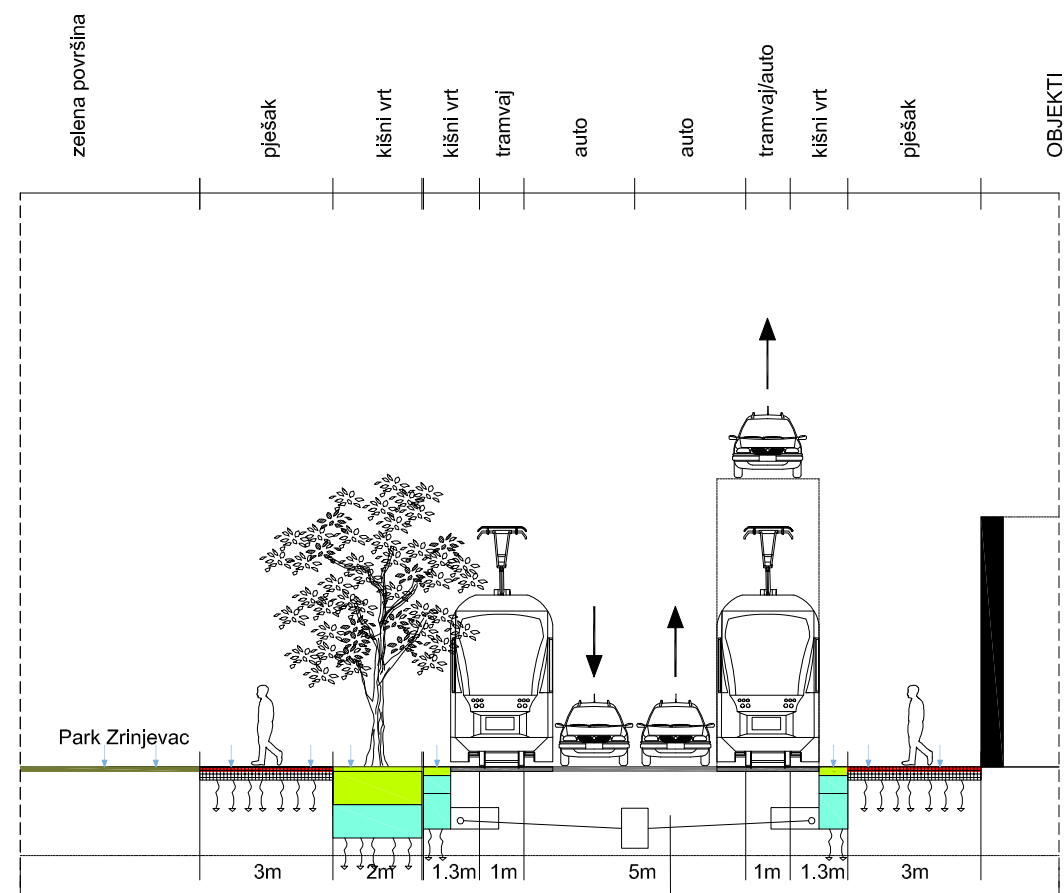 zelena površina
pješak
kišni vrt
kišni vrt
tramvaj
auto
auto
tramvaj/auto
kišni vrt
pješak
OBJEKTI
Park Zrinjevac
3m
2m
1.3m
1m
5m
1m
1.3m
3m